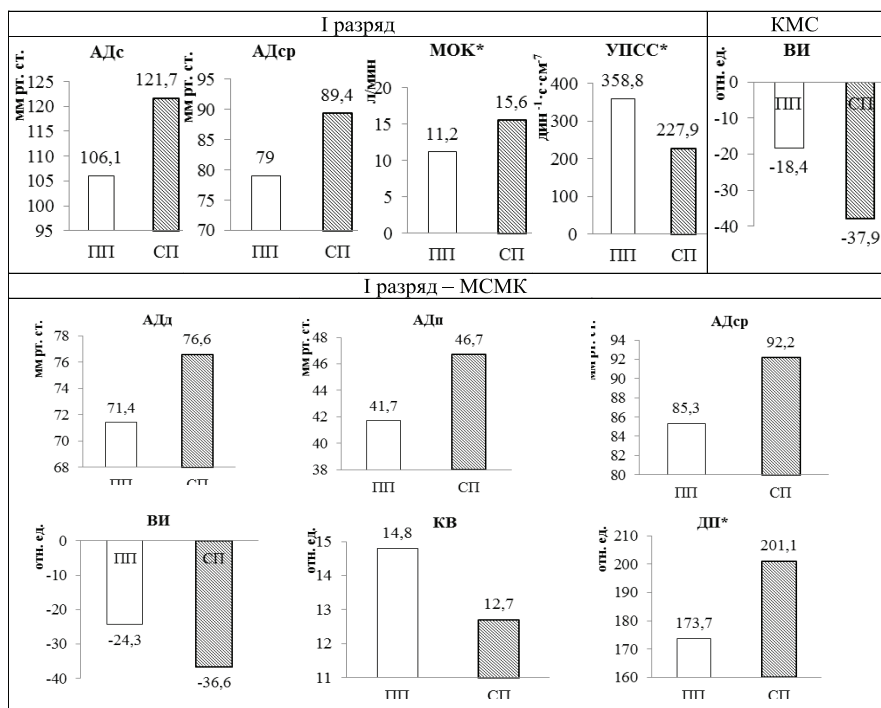 I разряд
КМС
АДс
мм рт. ст.
125
120
115
110
105
100
95
106,1
121,7
ПП
СП
АДср
мм рт. ст.
95
90
85
80
75
70
79
89,4
ПП
СП
МОК*
л/мин
20
15
10
5
0
11,2
15,6
ПП
СП
УПСС*
дин⁻¹·с·см⁻⁷
400
300
200
100
0
358,8
227,9
ПП
СП
ВИ
отн. ед.
0
-10
-20
-30
-40
ПП
СП
-18,4
-37,9
I разряд – МСМК
АДд
мм рт. ст.
78
76
74
72
70
68
71,4
76,6
ПП
СП
АДп
мм рт. ст.
48
46
44
42
40
38
41,7
46,7
ПП
СП
АДср
мм рт. ст.
94
92
90
88
86
84
82
80
85,3
92,2
ПП
СП
ВИ
отн. ед.
0
-10
-20
-30
-40
ПП
СП
-24,3
-36,6
КВ
отн. ед.
15
14
13
12
11
14,8
12,7
ПП
СП
ДП*
отн. ед.
210
200
190
180
170
160
173,7
201,1
ПП
СП